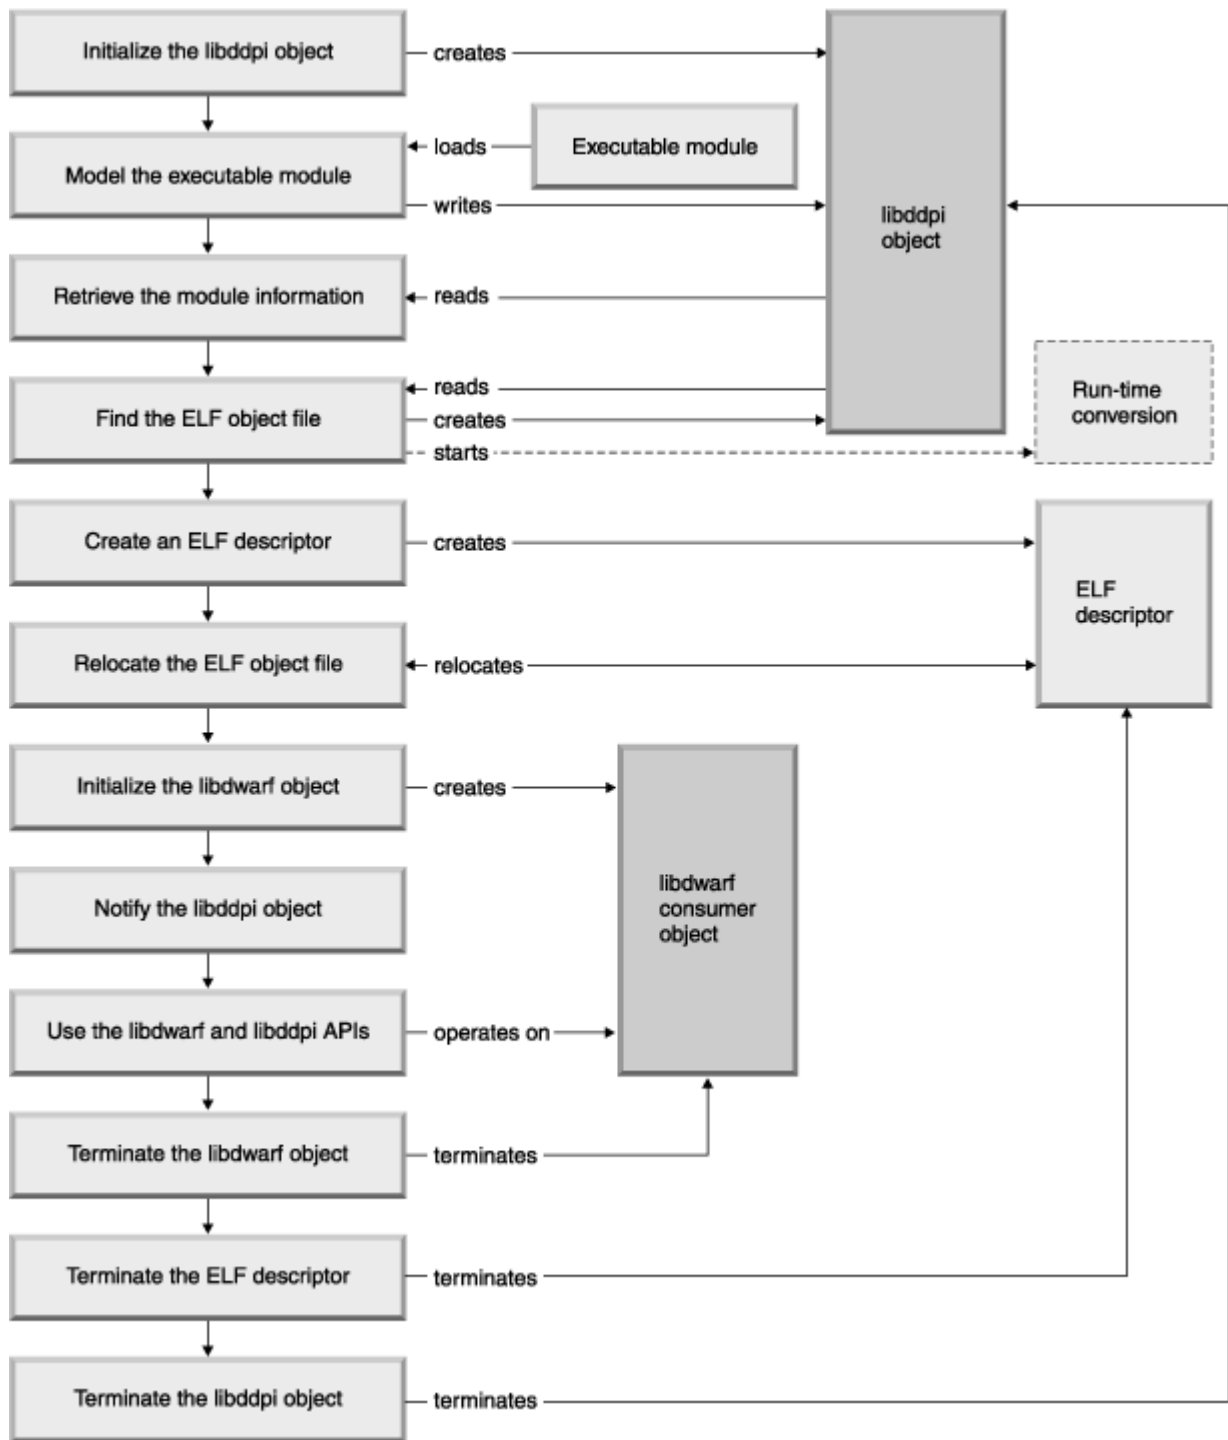 Initialize the libddpi object
creates
Executable module
loads
Model the executable module
writes
libddpi
object
Retrieve the module information
reads
reads
Run-time
conversion
Find the ELF object file
creates
starts
Create an ELF descriptor
creates
ELF
descriptor
Relocate the ELF object file
relocates
Initialize the libdwarf object
creates
libdwarf
consumer
object
Notify the libddpi object
Use the libdwarf and libddpi APIs
operates on
Terminate the libdwarf object
terminates
Terminate the ELF descriptor
terminates
Terminate the libddpi object
terminates